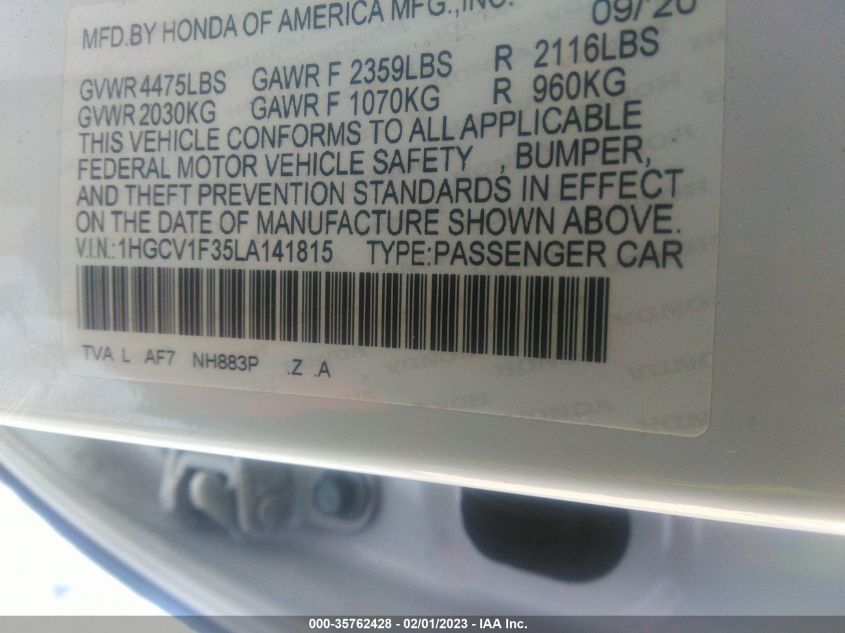 MFD.BY HONDA OF AMERICA MFG.,INC. 09/20
GVWR 4475LBS GAWR F 2359LBS R 2116LBS
GVWR 2030KG GAWR F 1070KG R 960KG
THIS VEHICLE CONFORMS TO ALL APPLICABLE
FEDERAL MOTOR VEHICLE SAFETY , BUMPER,
AND THEFT PREVENTION STANDARDS IN EFFECT
ON THE DATE OF MANUFACTURE SHOWN ABOVE.
V.I.N.:1HGCV1F35LA141815 TYPE:PASSENGER CAR
TVA L AF7 NH883P .Z .A
000-35762428 - 02/01/2023 - IAA Inc.